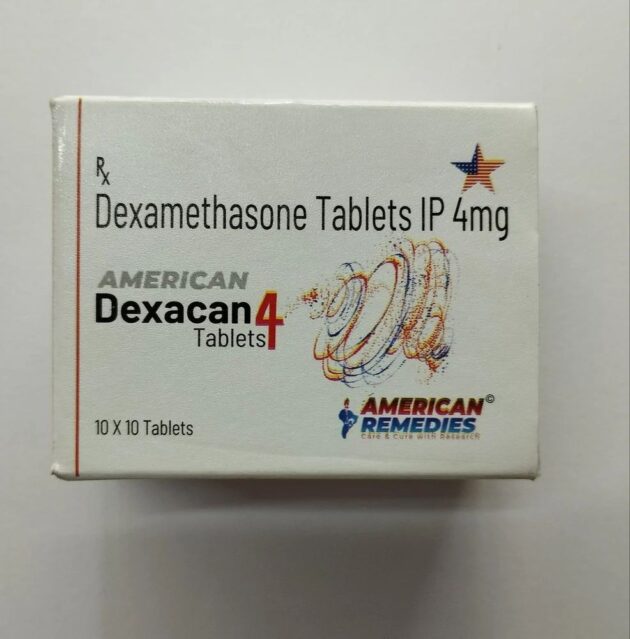 Rx
Dexamethasone Tablets IP 4mg
AMERICAN
Dexacan 4
Tablets
10 X 10 Tablets
AMERICAN©
REMEDIES
Care & Cure With Research